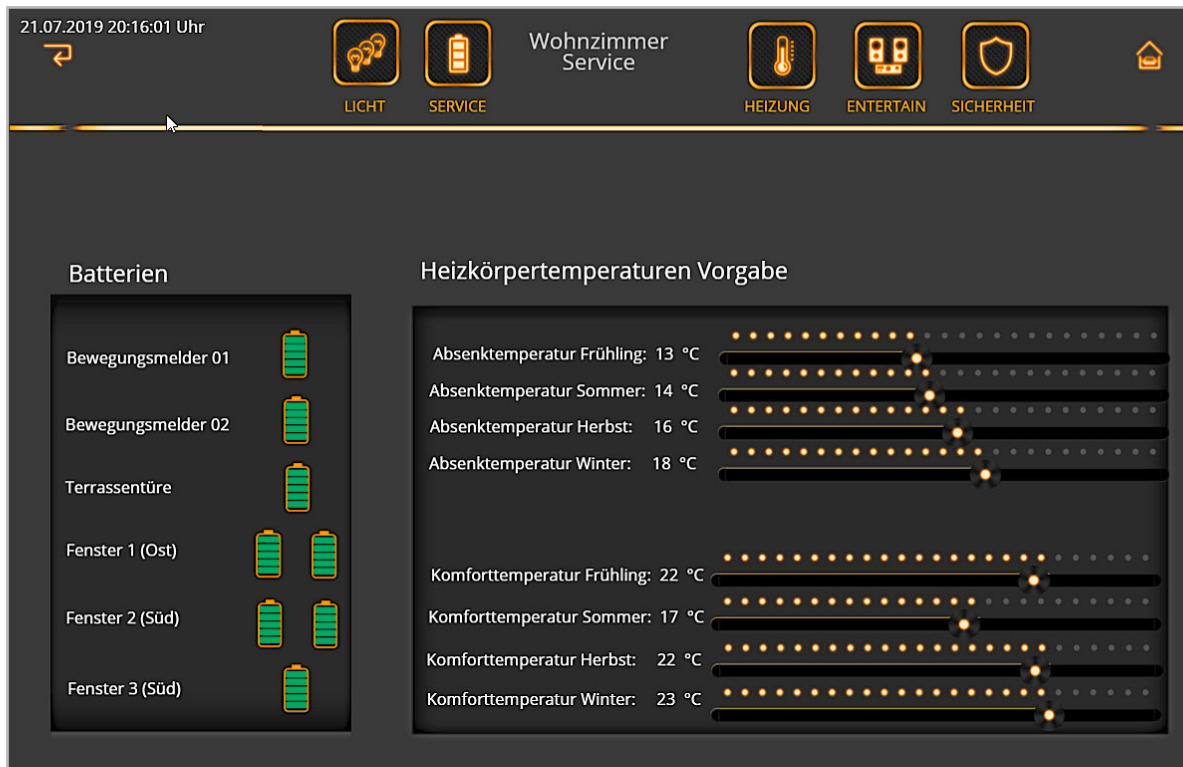 21.07.2019 20:16:01 Uhr
Wohnzimmer
Service
LICHT
SERVICE
HEIZUNG
ENTERTAIN
SICHERHEIT
Batterien
Bewegungsmelder 01
Bewegungsmelder 02
Terrassentüre
Fenster 1 (Ost)
Fenster 2 (Süd)
Fenster 3 (Süd)
Heizkörpertemperaturen Vorgabe
Absenktemperatur Frühling: 13 °C
Absenktemperatur Sommer: 14 °C
Absenktemperatur Herbst: 16 °C
Absenktemperatur Winter: 18 °C
Komforttemperatur Frühling: 22 °C
Komforttemperatur Sommer: 17 °C
Komforttemperatur Herbst: 22 °C
Komforttemperatur Winter: 23 °C